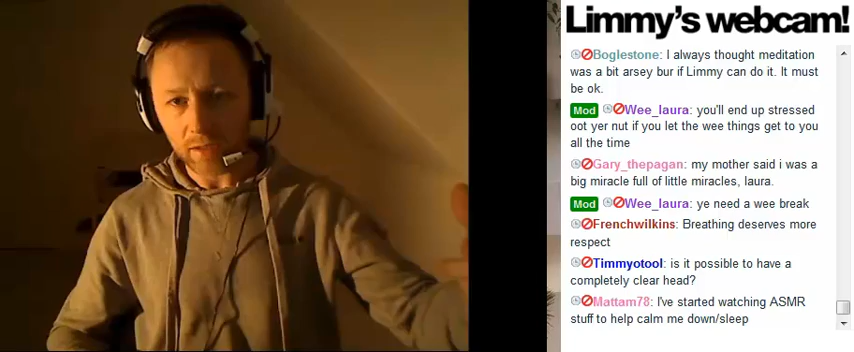 Limmy's webcam!
Boglestone: I always thought meditation
was a bit arsey bur if Limmy can do it. It must
be ok.
Mod Wee_laura: you'll end up stressed
oot yer nut if you let the wee things get to you
all the time
Gary_thepagan: my mother said i was a
big miracle full of little miracles, laura.
Mod Wee_laura: ye need a wee break
Frenchwilkins: Breathing deserves more
respect
Timmyotool: is it possible to have a
completely clear head?
Mattam78: I've started watching ASMR
stuff to help calm me down/sleep